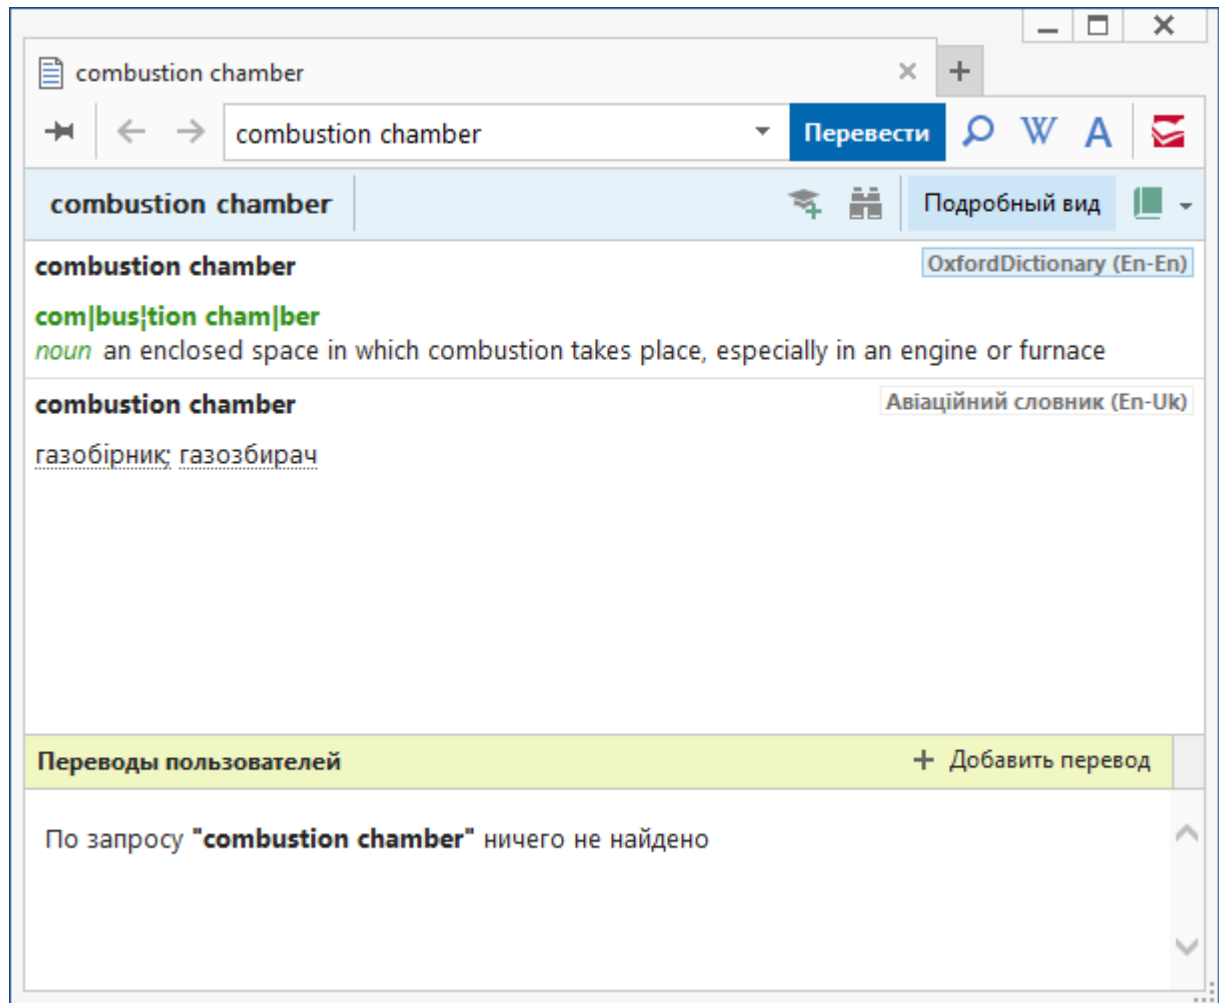 combustion chamber
combustion chamber Перевести W A
combustion chamber Подробный вид
combustion chamber OxfordDictionary (En-En)
com|bus¦tion cham|ber
noun an enclosed space in which combustion takes place, especially in an engine or furnace
combustion chamber Авіаційний словник (En-Uk)
газобірник; газозбирач
Переводы пользователей + Добавить перевод
По запросу "combustion chamber" ничего не найдено